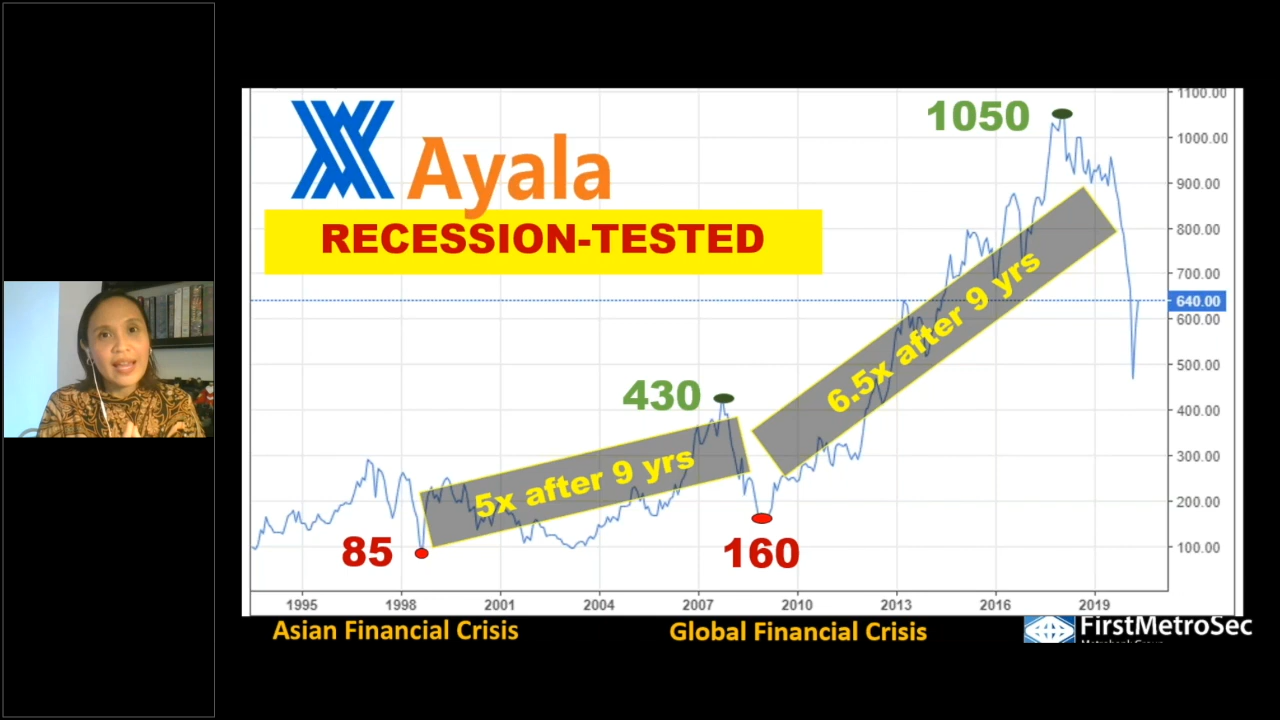 1100.00
1050
1000.00
Ayala
900.00
RECESSION-TESTED
800.00
700.00
640.00
600.00
6.5x after 9 yrs
500.00
430
400.00
300.00
5x after 9 yrs
200.00
85
160
100.00
1995 1998 2001 2004 2007 2010 2013 2016 2019
Asian Financial Crisis Global Financial Crisis FirstMetroSec